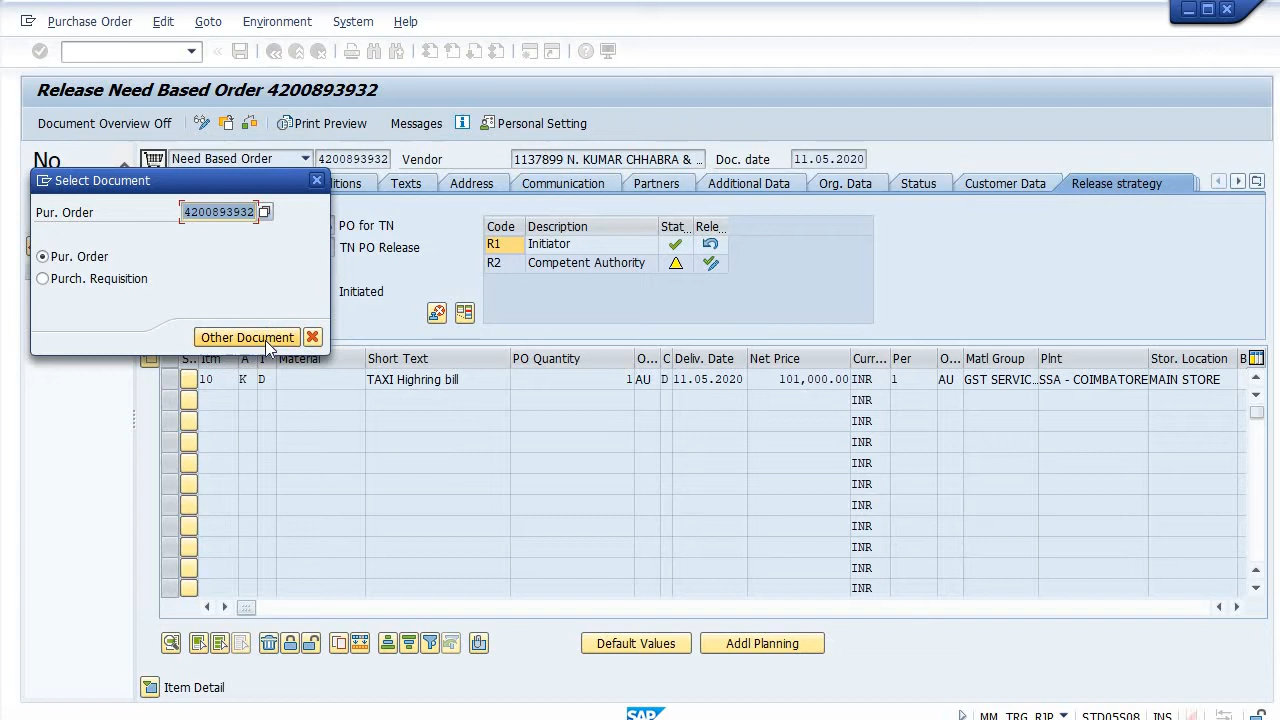 Purchase Order Edit Goto Environment System Help
Release Need Based Order 4200893932
Document Overview Off Print Preview Messages Personal Setting
No Need Based Order 4200893932 Vendor 1137899 N. KUMAR CHHABRA & ... Doc. date 11.05.2020
Select Document
itions Texts Address Communication Partners Additional Data Org. Data Status Customer Data Release strategy
Pur. Order 4200893932
PO for TN
TN PO Release
Code Description Stat... Rele...
R1 Initiator
R2 Competent Authority
Pur. Order
Purch. Requisition
Initiated
Other Document
S... Itm A I Material Short Text PO Quantity O... C Deliv. Date Net Price Curr... Per O... Matl Group Plnt Stor. Location B
10 K D TAXI Highring bill 1 AU D 11.05.2020 101,000.00 INR 1 AU GST SERVIC... SSA - COIMBATORE MAIN STORE
INR
INR
INR
INR
INR
INR
INR
INR
INR
INR
Default Values Addl Planning
Item Detail
SAP MM_TRG_RJP STD05S08 INS